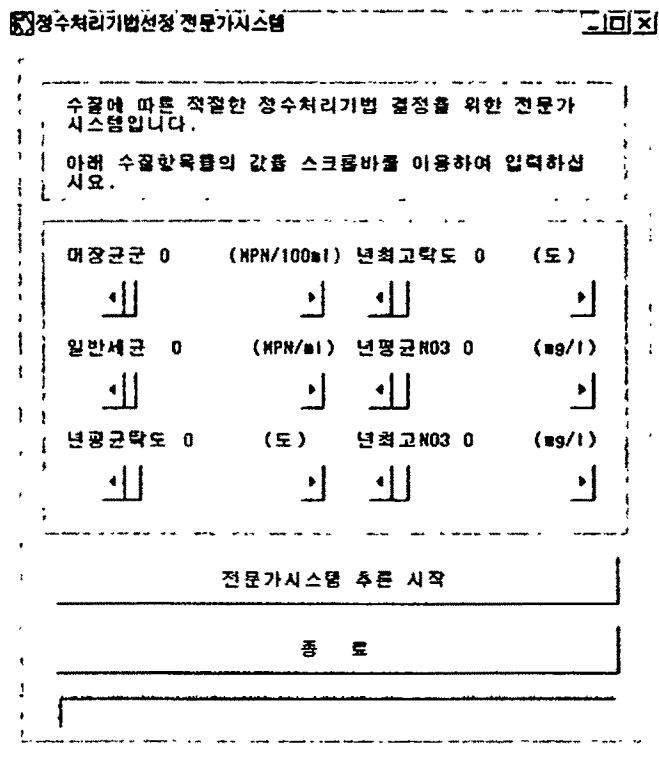 정수처리기법선정 전문가시스템
수질에 따른 적절한 정수처리기법 결정을 위한 전문가
시스템입니다.
아래 수질항목들의 값을 스크롤바를 이용하여 입력하십
시요.
대장균군 0 (MPN/100ml) 년최고탁도 0 (도)
일반세균 0 (MPN/ml) 년평균NO3 0 (mg/l)
년평균탁도 0 (도) 년최고NO3 0 (mg/l)
전문가시스템 추론 시작
종 료